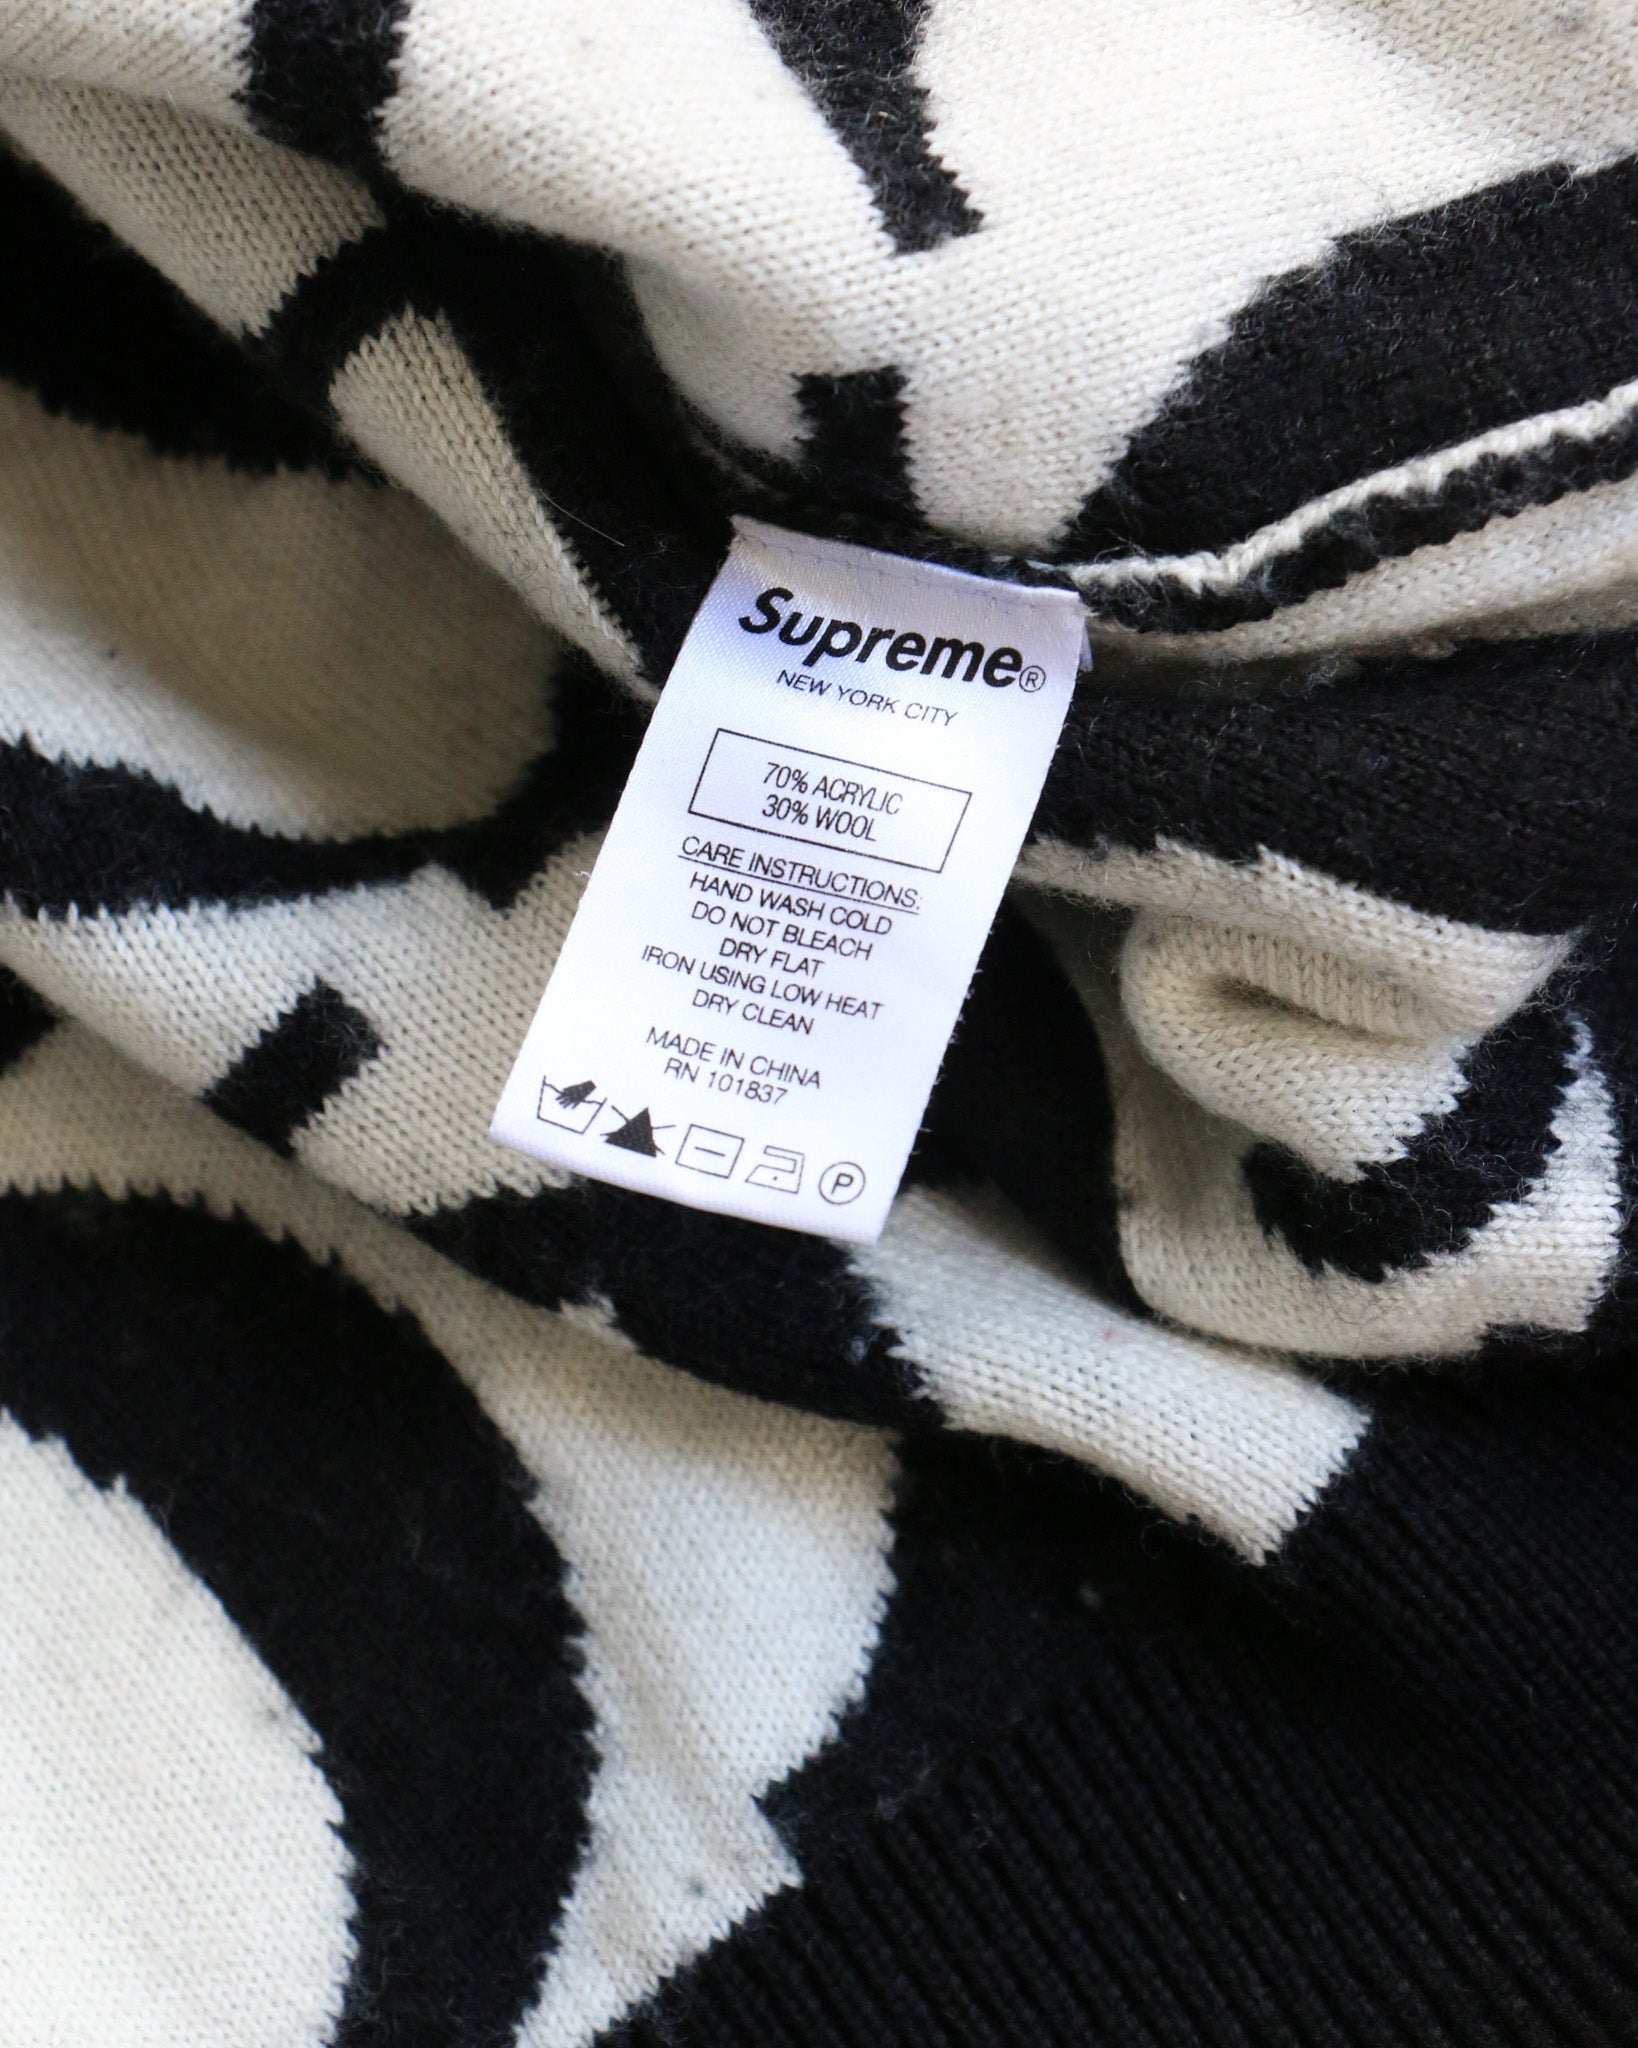 Supreme®
NEW YORK CITY
70% ACRYLIC
30% WOOL
CARE INSTRUCTIONS:
HAND WASH COLD
DO NOT BLEACH
DRY FLAT
IRON USING LOW HEAT
DRY CLEAN
MADE IN CHINA
RN 101837
P